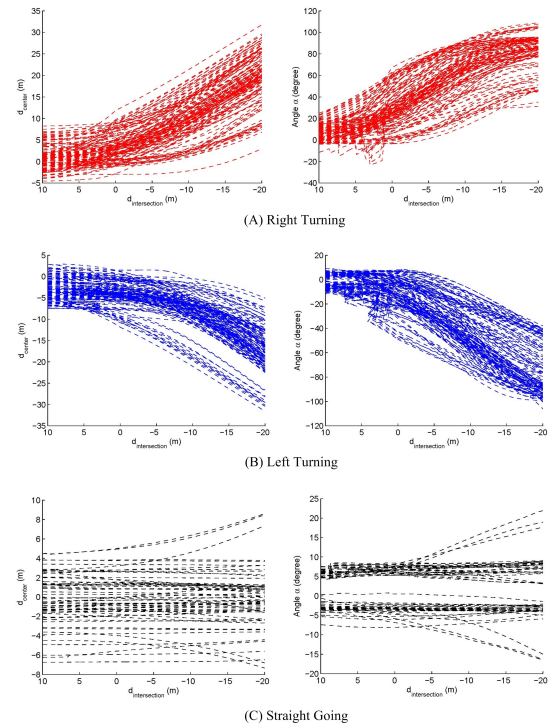 35
30
25
20
15
10
5
0
−5
10 5 0 −5 −10 −15 −20
d_center (m)
d_intersection (m)
120
100
80
60
40
20
0
−20
−40
10 5 0 −5 −10 −15 −20
Angle α (degree)
d_intersection (m)
(A) Right Turning
5
0
−5
−10
−15
−20
−25
−30
35
10 5 0 −5 −10 −15 −20
d_center (m)
d_intersection (m)
20
0
−20
−40
−60
−80
−100
−120
10 5 0 −5 −10 −15 −20
Angle α (degree)
d_intersection (m)
(B) Left Turning
10
8
6
4
2
0
−2
−4
−6
−8
10 5 0 −5 −10 −15 −20
d_center (m)
d_intersection (m)
25
20
15
10
5
0
−5
−10
−15
−20
10 5 0 −5 −10 −15 −20
Angle α (degree)
d_intersection (m)
(C) Straight Going